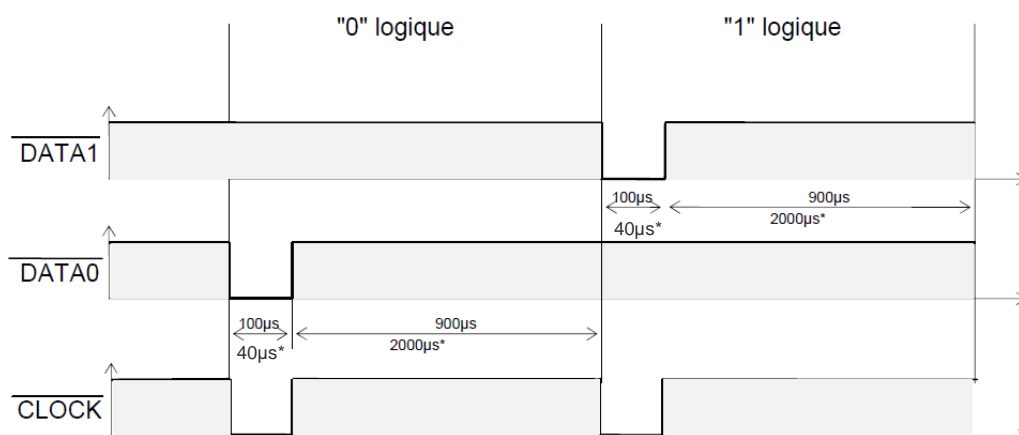 "0" logique
"1" logique
DATA1
100µs
900µs
40µs*
2000µs*
DATA0
100µs
900µs
40µs*
2000µs*
CLOCK